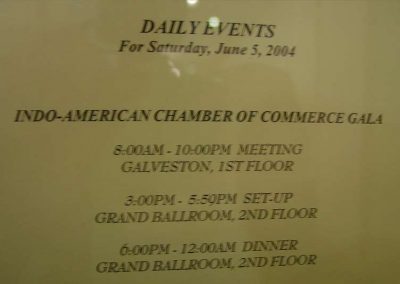 DAILY EVENTS
For Saturday, June 5, 2004
INDO-AMERICAN CHAMBER OF COMMERCE GALA
8:00AM - 10:00PM MEETING
GALVESTON, 1ST FLOOR
3:00PM - 5:59PM SET-UP
GRAND BALLROOM, 2ND FLOOR
6:00PM - 12:00AM DINNER
GRAND BALLROOM, 2ND FLOOR